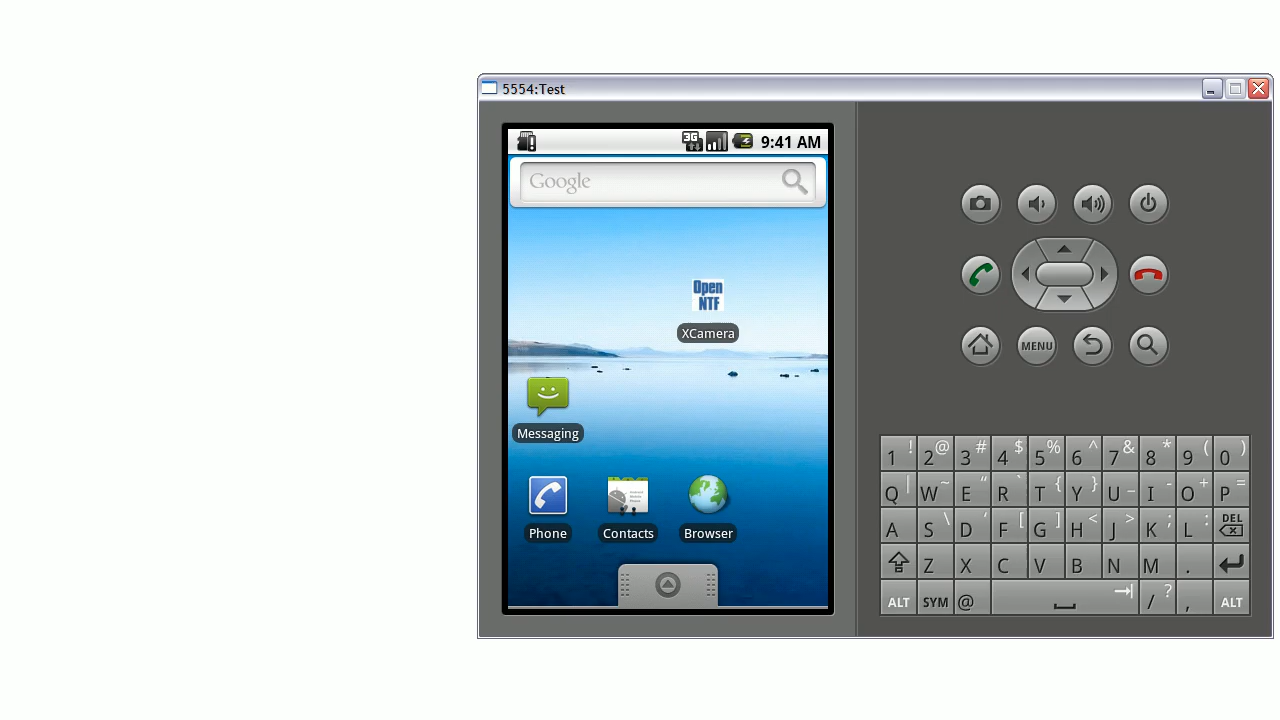 5554:Test
3G 9:41 AM
Google
Open
NTF
XCamera
Messaging
Phone Contacts Browser
MENU
1 ! 2 @ 3 # 4 $ 5 % 6 ^ 7 & 8 * 9 ( 0 )
Q | W ~ E " R ` T { Y } U _ I - O + P =
A S \ D ' F [ G ] H < J > K ; L : DEL
Z X C V B N M .
ALT SYM @ / ? , ALT